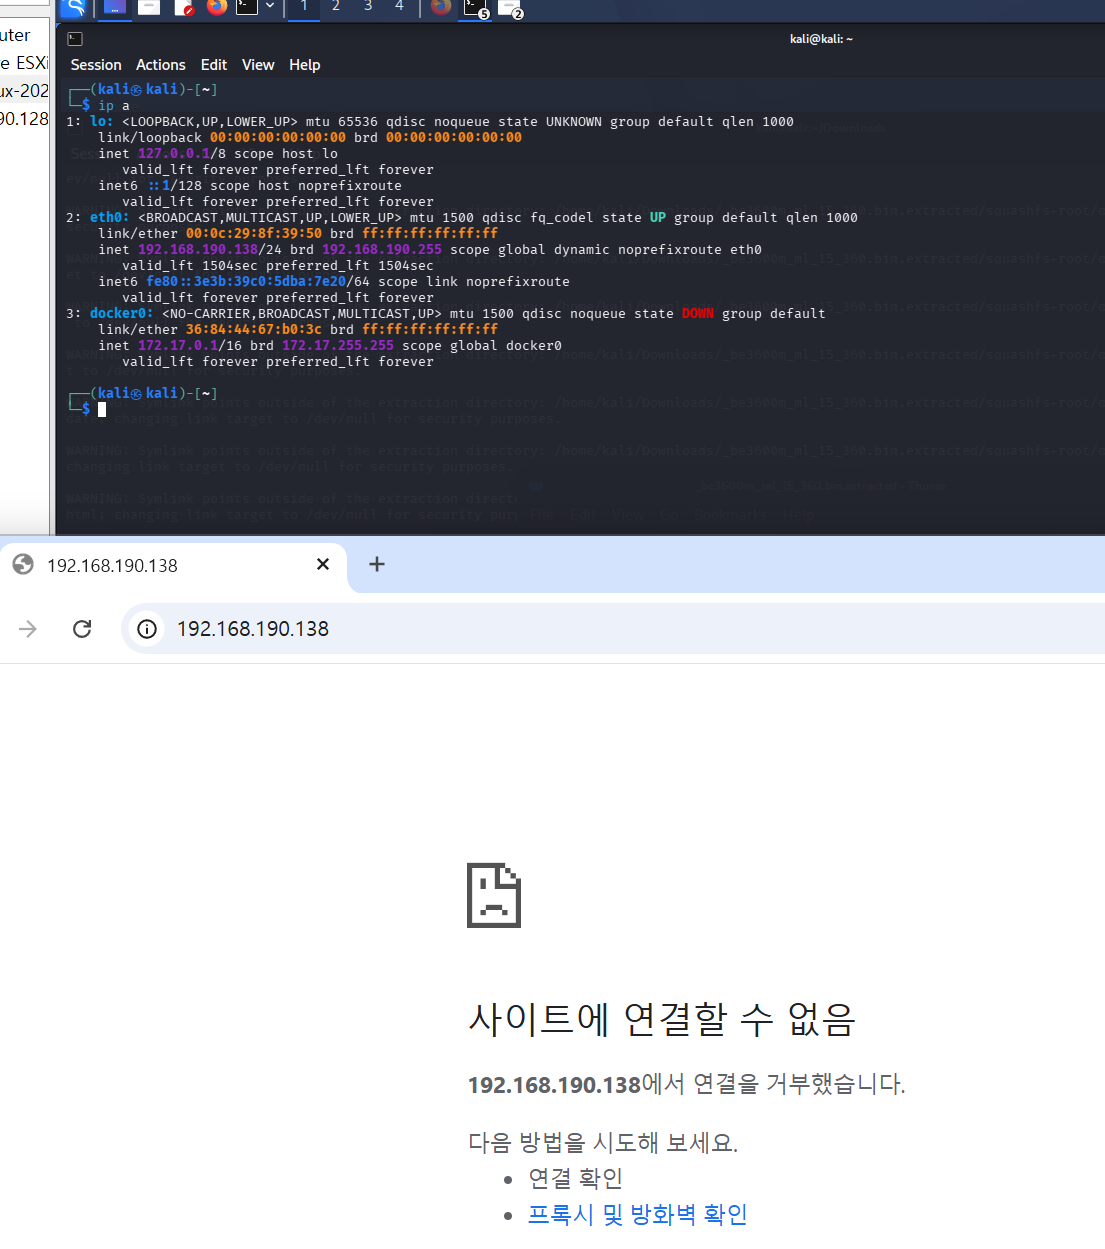 uter
e ESXi
ux-202
90.128
1 2 3 4 5 2
kali@kali: ~
Session Actions Edit View Help
┌──(kali㉿kali)-[~]
└─$ ip a
1: lo: <LOOPBACK,UP,LOWER_UP> mtu 65536 qdisc noqueue state UNKNOWN group default qlen 1000
link/loopback 00:00:00:00:00:00 brd 00:00:00:00:00:00
inet 127.0.0.1/8 scope host lo
valid_lft forever preferred_lft forever
inet6 ::1/128 scope host noprefixroute
valid_lft forever preferred_lft forever
2: eth0: <BROADCAST,MULTICAST,UP,LOWER_UP> mtu 1500 qdisc fq_codel state UP group default qlen 1000
link/ether 00:0c:29:8f:39:50 brd ff:ff:ff:ff:ff:ff
inet 192.168.190.138/24 brd 192.168.190.255 scope global dynamic noprefixroute eth0
valid_lft 1504sec preferred_lft 1504sec
inet6 fe80::3e3b:39c0:5dba:7e20/64 scope link noprefixroute
valid_lft forever preferred_lft forever
3: docker0: <NO-CARRIER,BROADCAST,MULTICAST,UP> mtu 1500 qdisc noqueue state DOWN group default
link/ether 36:84:44:67:b0:3c brd ff:ff:ff:ff:ff:ff
inet 172.17.0.1/16 brd 172.17.255.255 scope global docker0
valid_lft forever preferred_lft forever
┌──(kali㉿kali)-[~]
└─$
192.168.190.138
192.168.190.138
사이트에 연결할 수 없음
192.168.190.138에서 연결을 거부했습니다.
다음 방법을 시도해 보세요.
• 연결 확인
• 프록시 및 방화벽 확인